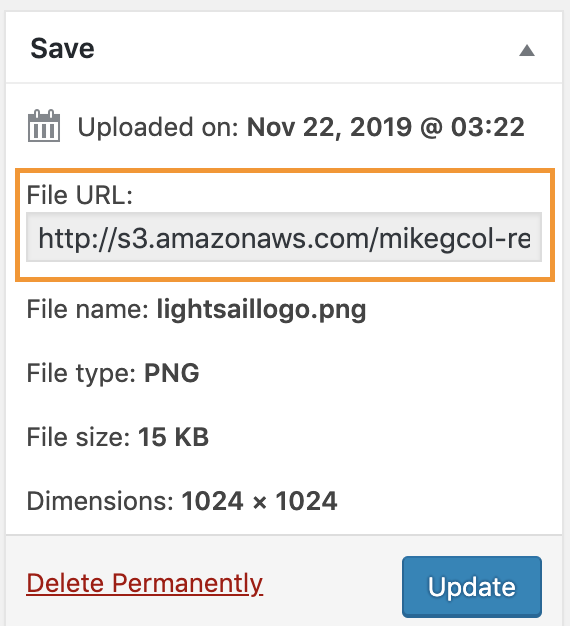 Save
Uploaded on: Nov 22, 2019 @ 03:22
File URL:
http://s3.amazonaws.com/mikegcol-re
File name: lightsaillogo.png
File type: PNG
File size: 15 KB
Dimensions: 1024 × 1024
Delete Permanently
Update